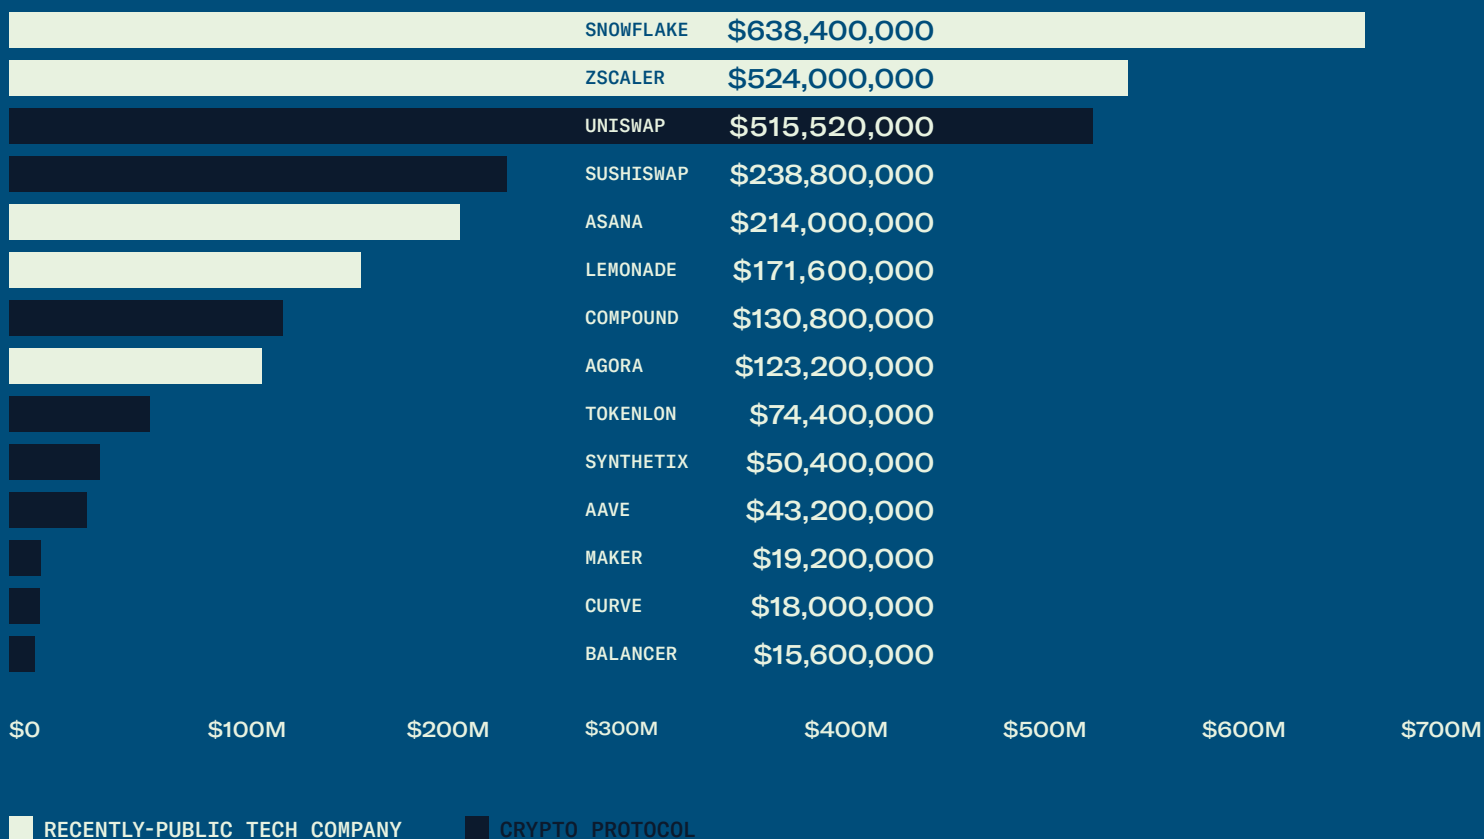 SNOWFLAKE $638,400,000
ZSCALER $524,000,000
UNISWAP $515,520,000
SUSHISWAP $238,800,000
ASANA $214,000,000
LEMONADE $171,600,000
COMPOUND $130,800,000
AGORA $123,200,000
TOKENLON $74,400,000
SYNTHETIX $50,400,000
AAVE $43,200,000
MAKER $19,200,000
CURVE $18,000,000
BALANCER $15,600,000
$0 $100M $200M $300M $400M $500M $600M $700M
RECENTLY-PUBLIC TECH COMPANY CRYPTO PROTOCOL